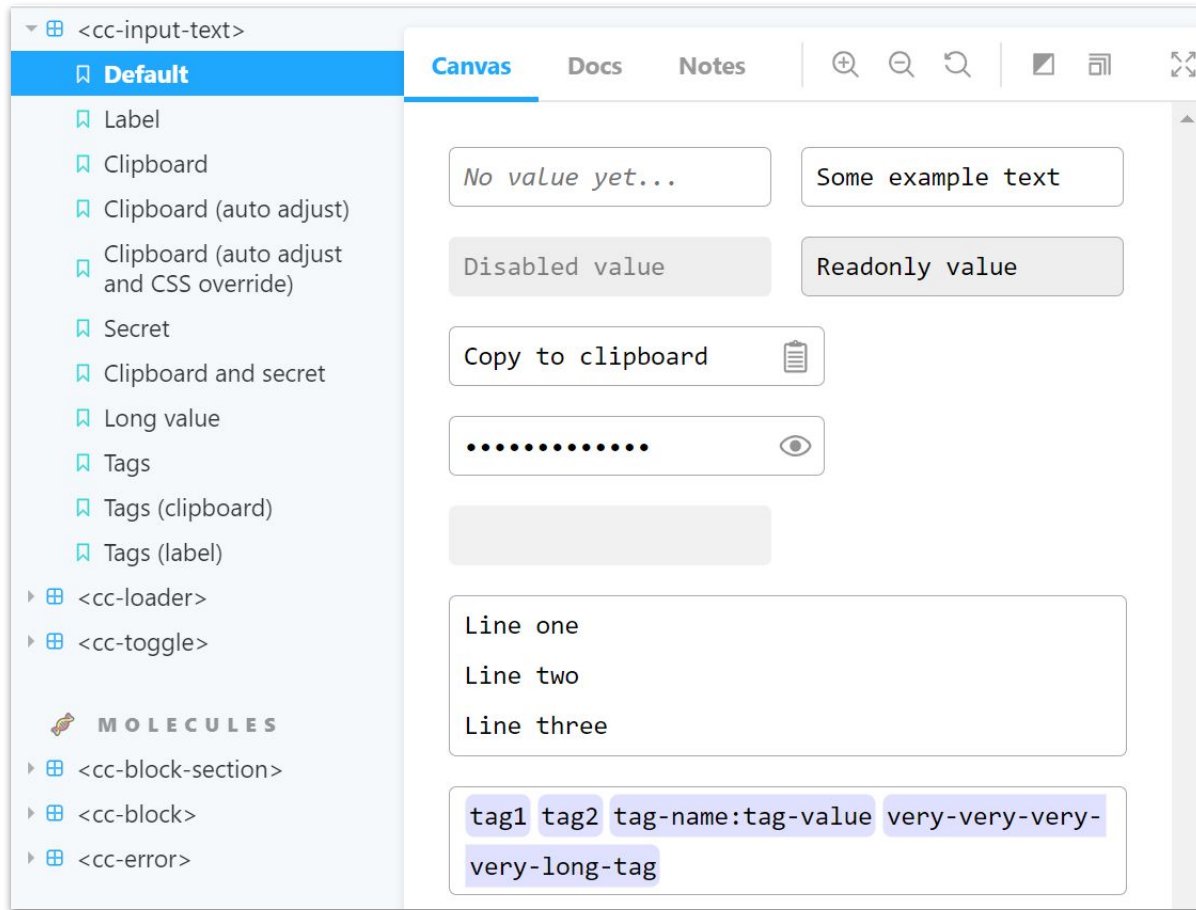 <cc-input-text>
Default
Label
Clipboard
Clipboard (auto adjust)
Clipboard (auto adjust
and CSS override)
Secret
Clipboard and secret
Long value
Tags
Tags (clipboard)
Tags (label)
<cc-loader>
<cc-toggle>
MOLECULES
<cc-block-section>
<cc-block>
<cc-error>
Canvas Docs Notes
No value yet... Some example text
Disabled value Readonly value
Copy to clipboard
•••••••••••••
Line one
Line two
Line three
tag1 tag2 tag-name:tag-value very-very-very-
very-long-tag